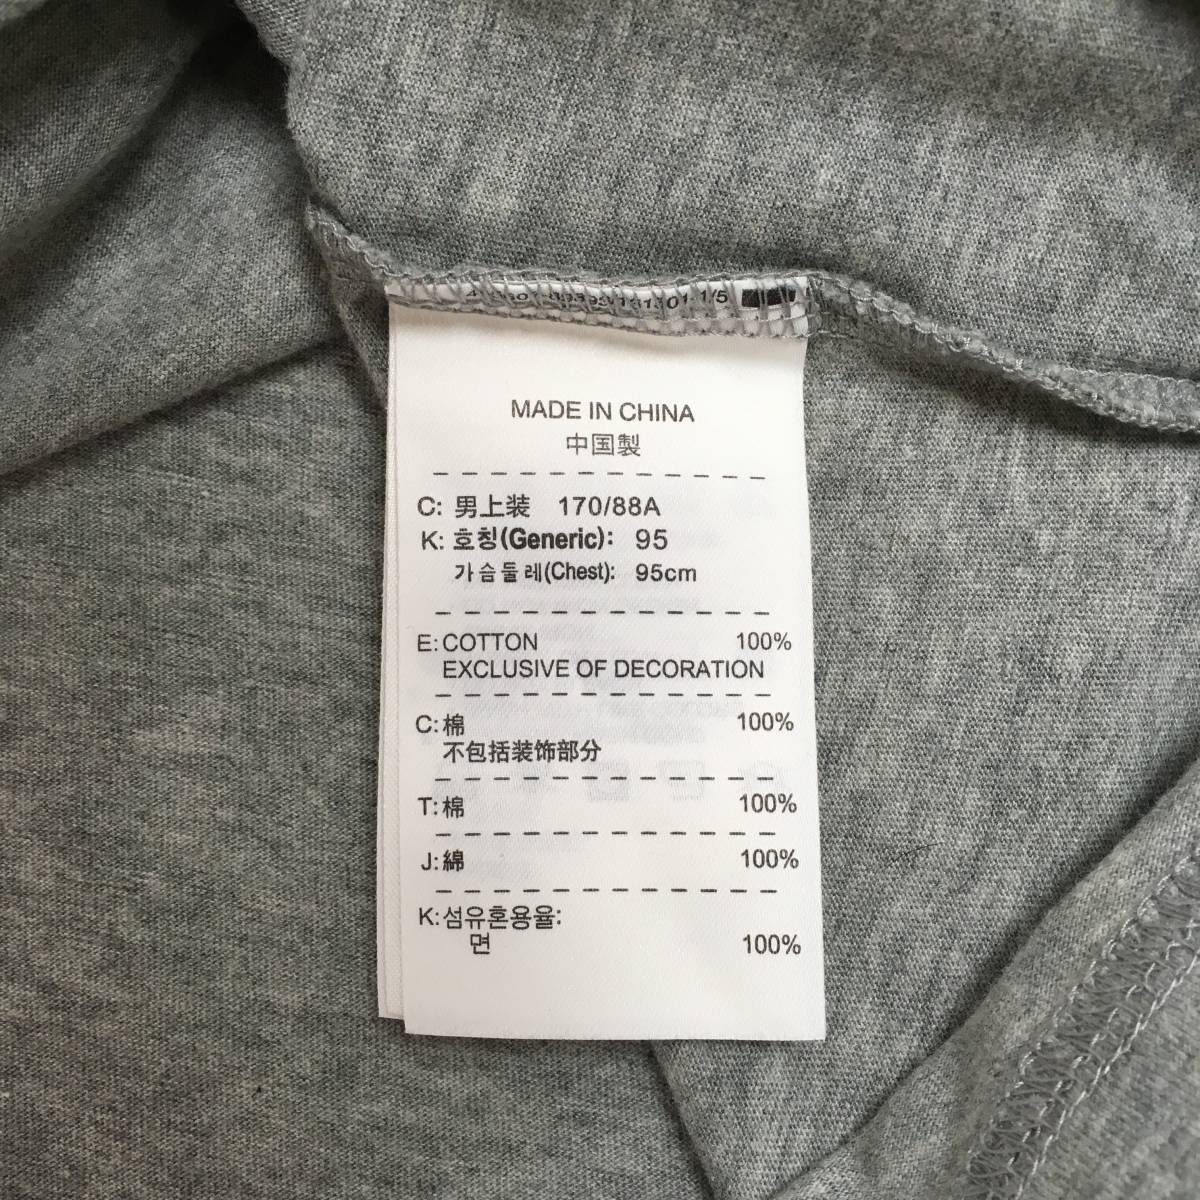 MADE IN CHINA
中国製
C: 男上装 170/88A
K: 호칭(Generic): 95
가슴둘레(Chest): 95cm
E: COTTON 100%
EXCLUSIVE OF DECORATION
C: 棉 100%
不包括装饰部分
T: 棉 100%
J: 綿 100%
K: 섬유혼용율:
면 100%